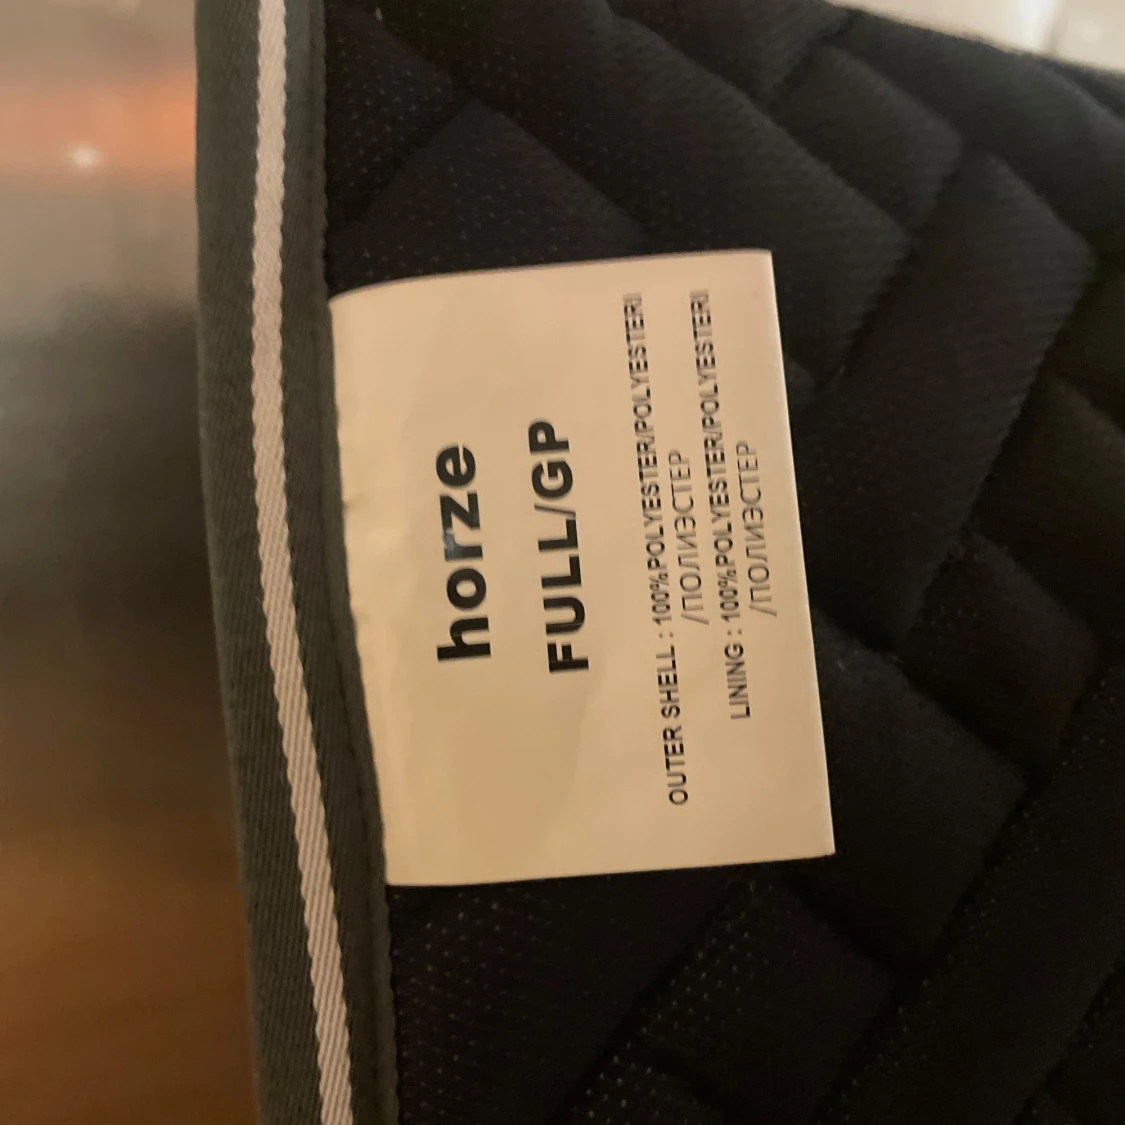 horze
FULL/GP
OUTER SHELL : 100%POLYESTER/POLYESTERI
/ПОЛИЭСТЕР
LINING : 100%POLYESTER/POLYESTERI
/ПОЛИЭСТЕР